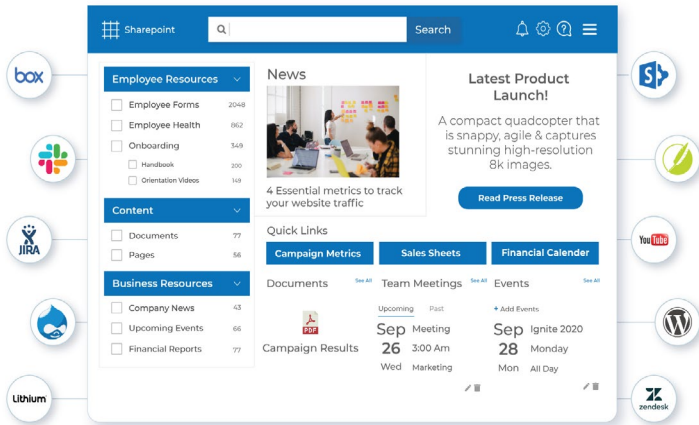 Sharepoint
Search
box
JIRA
Lithium
Employee Resources
Employee Forms 2048
Employee Health 862
Onboarding 349
Handbook 200
Orientation Videos 149
Content
Documents 77
Pages 56
Business Resources
Company News 43
Upcoming Events 66
Financial Reports 77
News
4 Essential metrics to track
your website traffic
Latest Product
Launch!
A compact quadcopter that
is snappy, agile & captures
stunning high-resolution
8k images.
Read Press Release
Quick Links
Campaign Metrics
Sales Sheets
Financial Calender
Documents See All
PDF
Campaign Results
Team Meetings See All
Upcoming Past
Sep Meeting
26 3:00 Am
Wed Marketing
Events See All
+ Add Events
Sep Ignite 2020
28 Monday
Mon All Day
S
YouTube
W
zendesk